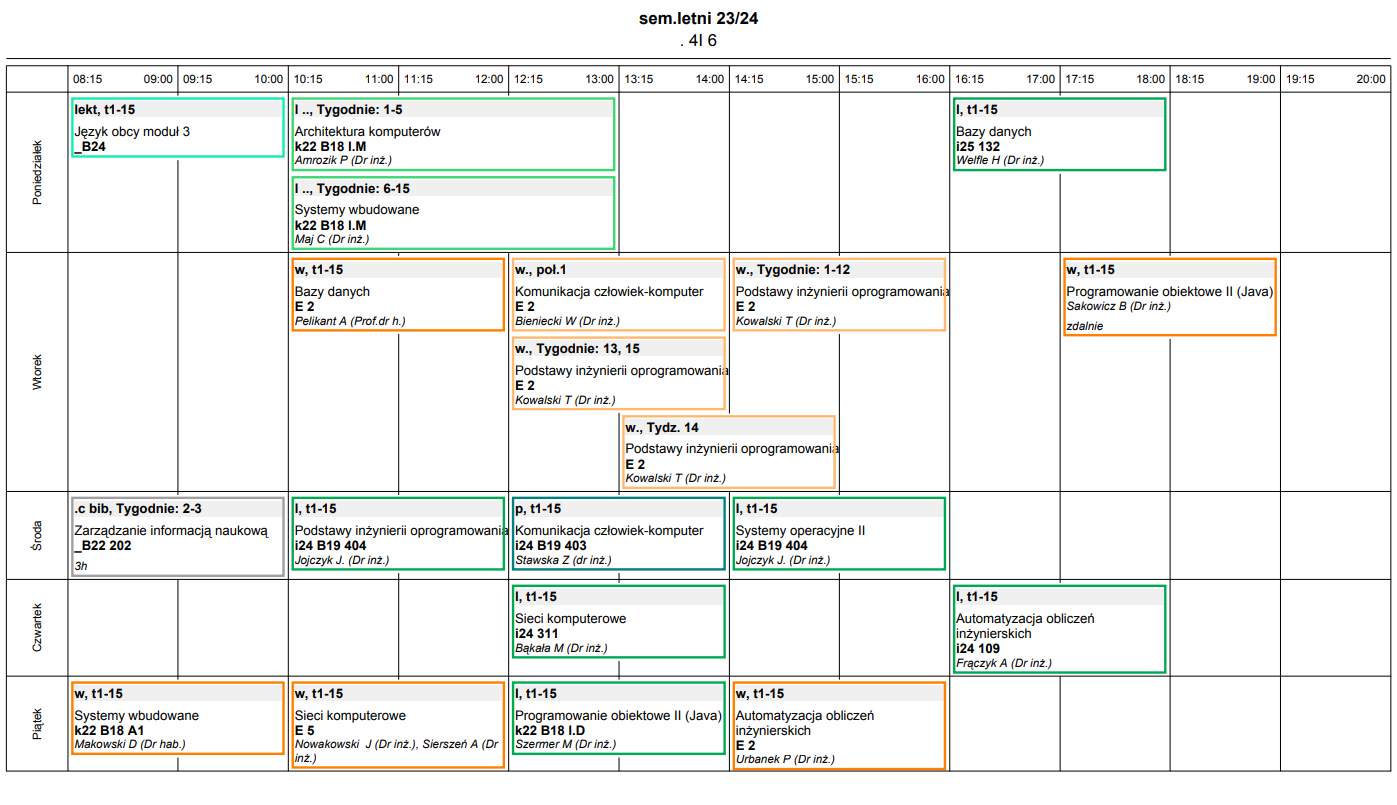 sem.letni 23/24
. 4I 6
08:15 09:00 09:15 10:00 10:15 11:00 11:15 12:00 12:15 13:00 13:15 14:00 14:15 15:00 15:15 16:00 16:15 17:00 17:15 18:00 18:15 19:00 19:15 20:00
Poniedziałek
lekt, t1-15
Język obcy moduł 3
_B24
l .., Tygodnie: 1-5
Architektura komputerów
k22 B18 I.M
Amrozik P (Dr inż.)
l .., Tygodnie: 6-15
Systemy wbudowane
k22 B18 I.M
Maj C (Dr inż.)
l, t1-15
Bazy danych
i25 132
Welfle H (Dr inż.)
Wtorek
w, t1-15
Bazy danych
E 2
Pelikant A (Prof.dr h.)
w., poł.1
Komunikacja człowiek-komputer
E 2
Bieniecki W (Dr inż.)
w., Tygodnie: 13, 15
Podstawy inżynierii oprogramowania
E 2
Kowalski T (Dr inż.)
w., Tydz. 14
Podstawy inżynierii oprogramowania
E 2
Kowalski T (Dr inż.)
w., Tygodnie: 1-12
Podstawy inżynierii oprogramowania
E 2
Kowalski T (Dr inż.)
w, t1-15
Programowanie obiektowe II (Java)
Sakowicz B (Dr inż.)
zdalnie
Środa
.c bib, Tygodnie: 2-3
Zarządzanie informacją naukową
_B22 202
3h
l, t1-15
Podstawy inżynierii oprogramowania
i24 B19 404
Jojczyk J. (Dr inż.)
p, t1-15
Komunikacja człowiek-komputer
i24 B19 403
Stawska Z (dr inż.)
l, t1-15
Systemy operacyjne II
i24 B19 404
Jojczyk J. (Dr inż.)
Czwartek
l, t1-15
Sieci komputerowe
i24 311
Bąkała M (Dr inż.)
l, t1-15
Automatyzacja obliczeń
inżynierskich
i24 109
Frączyk A (Dr inż.)
Piątek
w, t1-15
Systemy wbudowane
k22 B18 A1
Makowski D (Dr hab.)
w, t1-15
Sieci komputerowe
E 5
Nowakowski J (Dr inż.), Sierszeń A (Dr
inż.)
l, t1-15
Programowanie obiektowe II (Java)
k22 B18 I.D
Szermer M (Dr inż.)
w, t1-15
Automatyzacja obliczeń
inżynierskich
E 2
Urbanek P (Dr inż.)